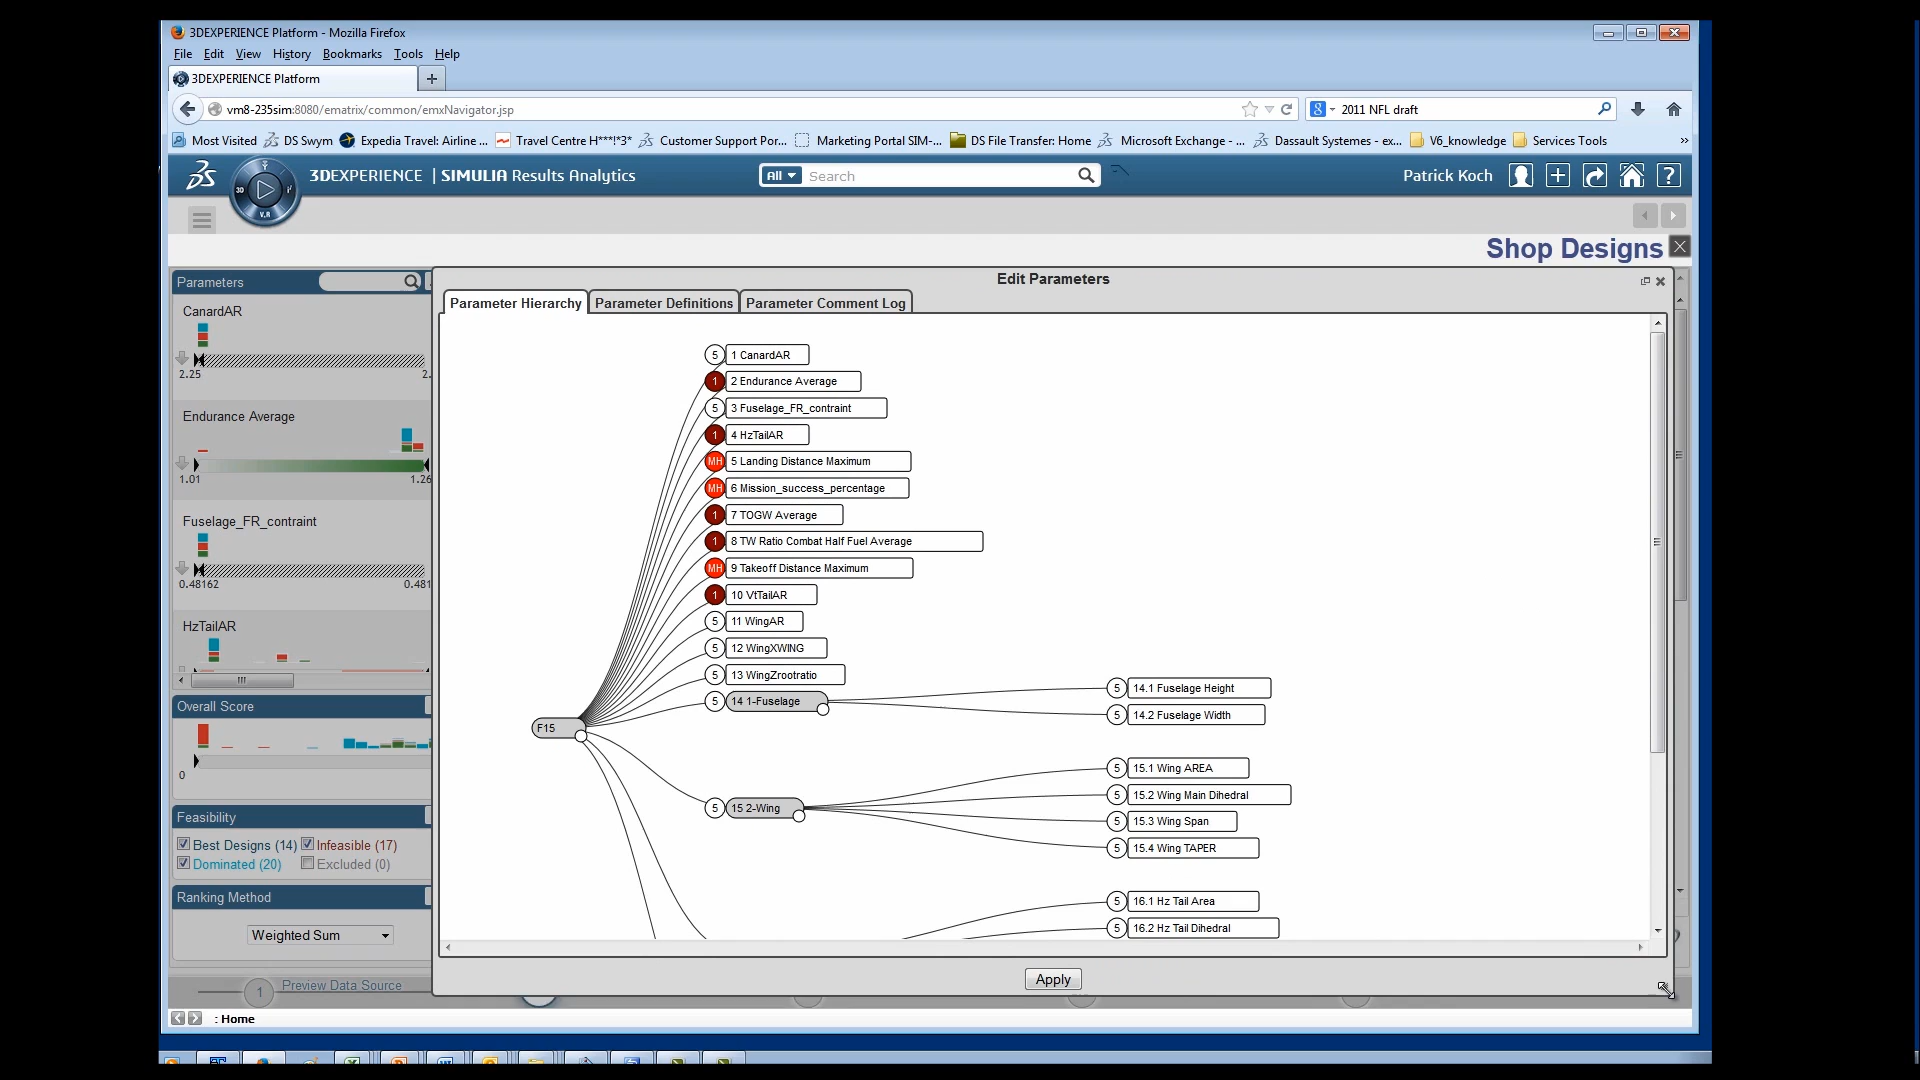 3DEXPERIENCE Platform - Mozilla Firefox
File Edit View History Bookmarks Tools Help
3DEXPERIENCE Platform
vm8-235sim:8080/ematrix/common/emxNavigator.jsp
2011 NFL draft
Most Visited DS Swym Expedia Travel: Airline ... Travel Centre H***!*3* Customer Support Por... Marketing Portal SIM-... DS File Transfer: Home Microsoft Exchange - ... Dassault Systemes - ex... V6_knowledge Services Tools »
3DEXPERIENCE | SIMULIA Results Analytics
All Search
Patrick Koch
Shop Designs
Edit Parameters
Parameter Hierarchy Parameter Definitions Parameter Comment Log
Parameters
CanardAR
2.25 2.
Endurance Average
1.01 1.26
Fuselage_FR_contraint
0.48162 0.481
HzTailAR
Overall Score
0
Feasibility
Best Designs (14) Infeasible (17)
Dominated (20) Excluded (0)
Ranking Method
Weighted Sum
F15
5 1 CanardAR
1 2 Endurance Average
5 3 Fuselage_FR_contraint
1 4 HzTailAR
MH 5 Landing Distance Maximum
MH 6 Mission_success_percentage
1 7 TOGW Average
1 8 TW Ratio Combat Half Fuel Average
MH 9 Takeoff Distance Maximum
1 10 VtTailAR
5 11 WingAR
5 12 WingXWING
5 13 WingZrootratio
5 14 1-Fuselage
5 14.1 Fuselage Height
5 14.2 Fuselage Width
5 15 2-Wing
5 15.1 Wing AREA
5 15.2 Wing Main Dihedral
5 15.3 Wing Span
5 15.4 Wing TAPER
5 16.1 Hz Tail Area
5 16.2 Hz Tail Dihedral
Apply
1 Preview Data Source
: Home